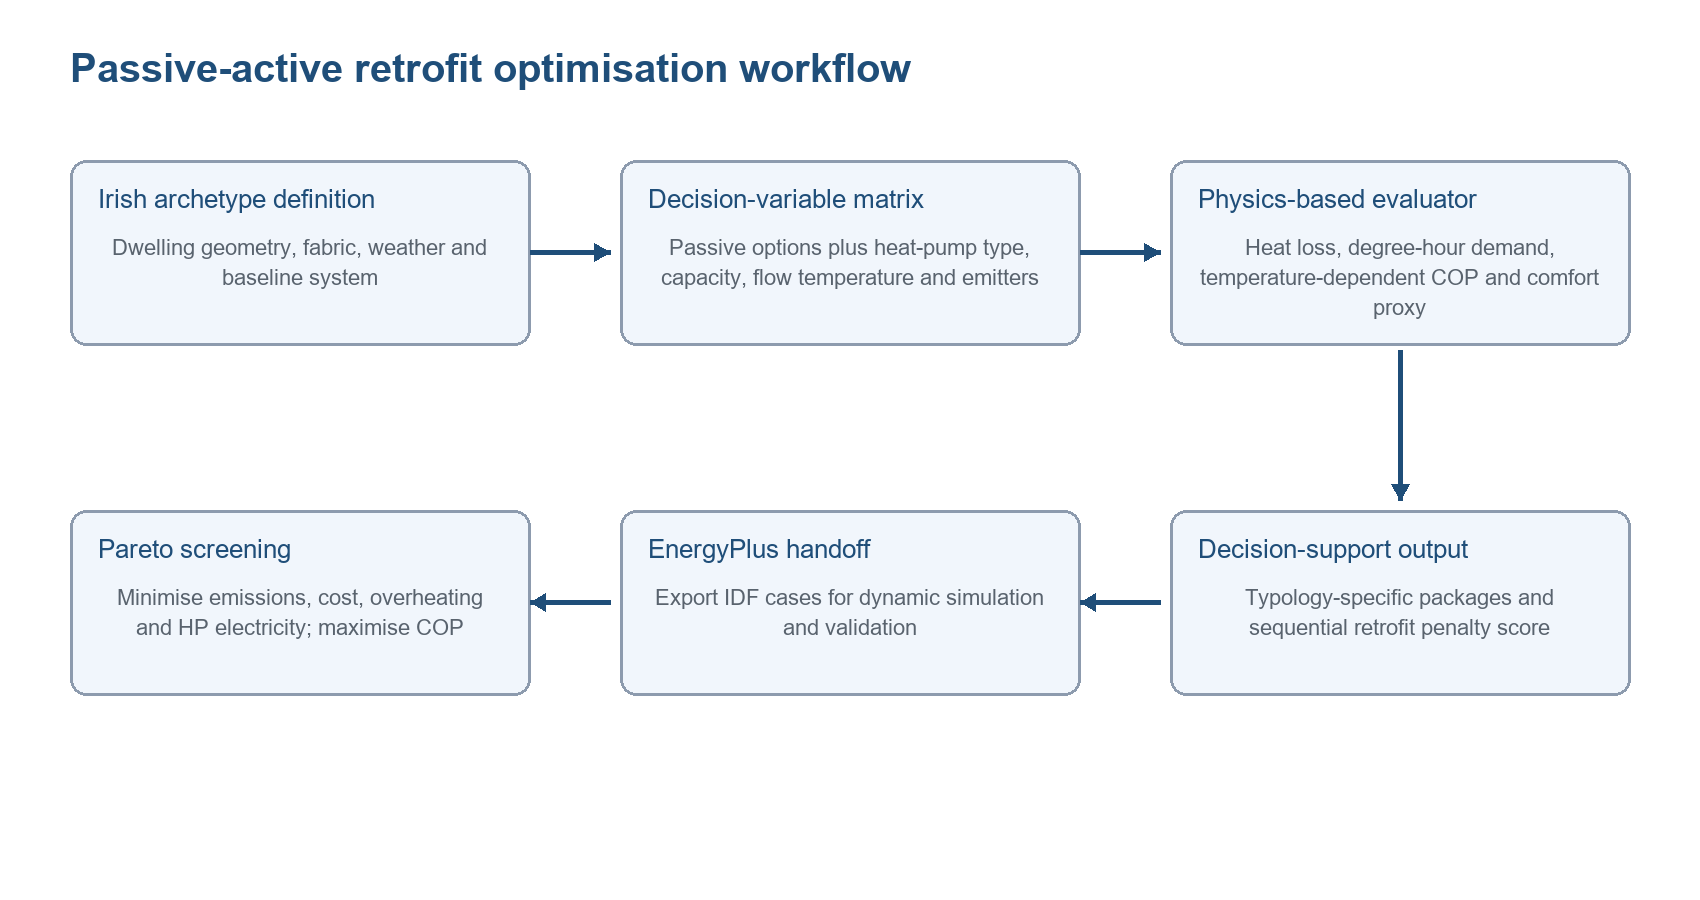 Passive-active retrofit optimisation workflow
Irish archetype definition
Dwelling geometry, fabric, weather and
baseline system
Decision-variable matrix
Passive options plus heat-pump type,
capacity, flow temperature and emitters
Physics-based evaluator
Heat loss, degree-hour demand,
temperature-dependent COP and comfort
proxy
Pareto screening
Minimise emissions, cost, overheating
and HP electricity; maximise COP
EnergyPlus handoff
Export IDF cases for dynamic simulation
and validation
Decision-support output
Typology-specific packages and
sequential retrofit penalty score